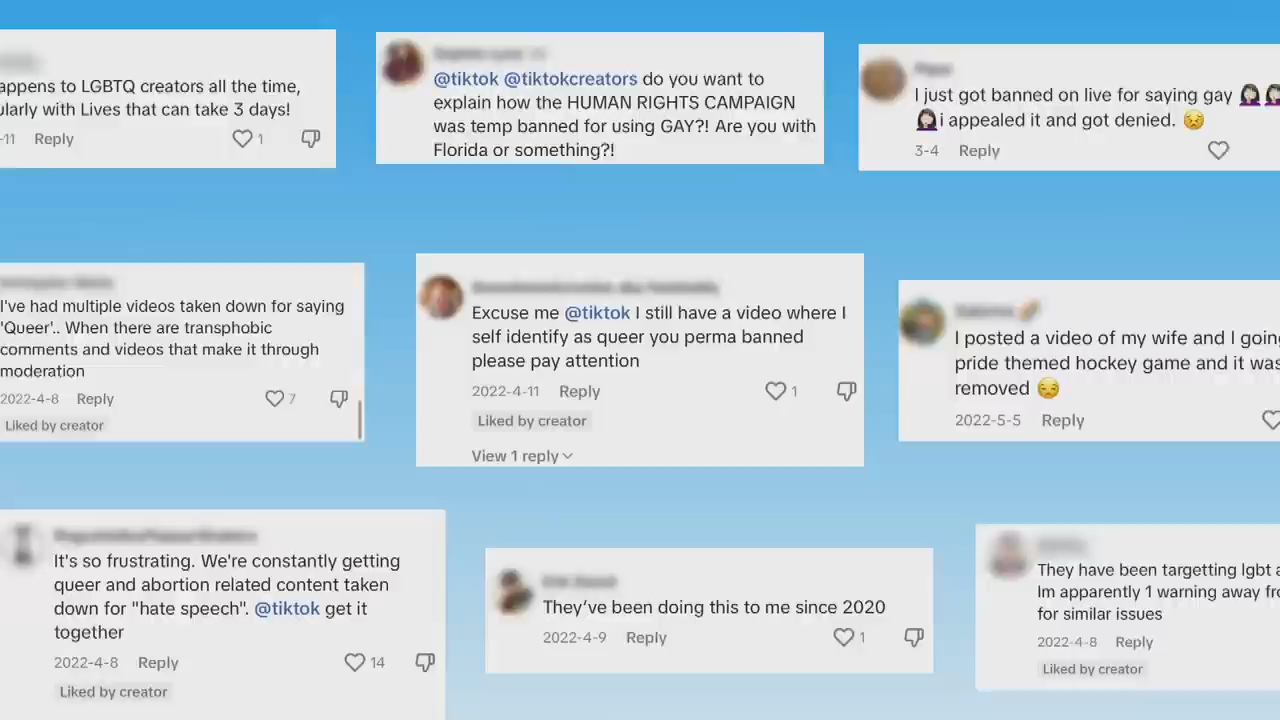 appens to LGBTQ creators all the time,
ularly with Lives that can take 3 days!
-11 Reply 1
@tiktok @tiktokcreators do you want to
explain how the HUMAN RIGHTS CAMPAIGN
was temp banned for using GAY?! Are you with
Florida or something?!
I just got banned on live for saying gay 🤦🏻‍♀️🤦🏻‍♀️
🤦🏻‍♀️i appealed it and got denied. 😣
3-4 Reply
I've had multiple videos taken down for saying
'Queer'.. When there are transphobic
comments and videos that make it through
moderation
2022-4-8 Reply 7
Liked by creator
Excuse me @tiktok I still have a video where I
self identify as queer you perma banned
please pay attention
2022-4-11 Reply 1
Liked by creator
View 1 reply
I posted a video of my wife and I going
pride themed hockey game and it was
removed 😔
2022-5-5 Reply
It's so frustrating. We're constantly getting
queer and abortion related content taken
down for "hate speech". @tiktok get it
together
2022-4-8 Reply 14
Liked by creator
They've been doing this to me since 2020
2022-4-9 Reply 1
They have been targetting lgbt a
Im apparently 1 warning away fr
for similar issues
2022-4-8 Reply
Liked by creator